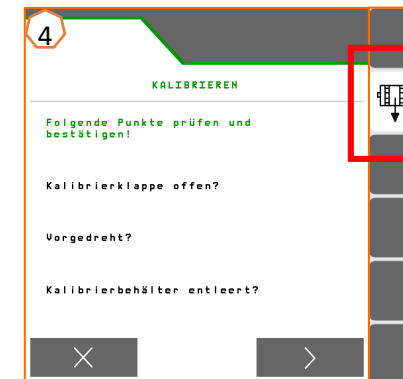 4
KALIBRIEREN
Folgende Punkte prüfen und
bestätigen!
Kalibrierklappe offen?
Vorgedreht?
Kalibrierbehälter entleert?